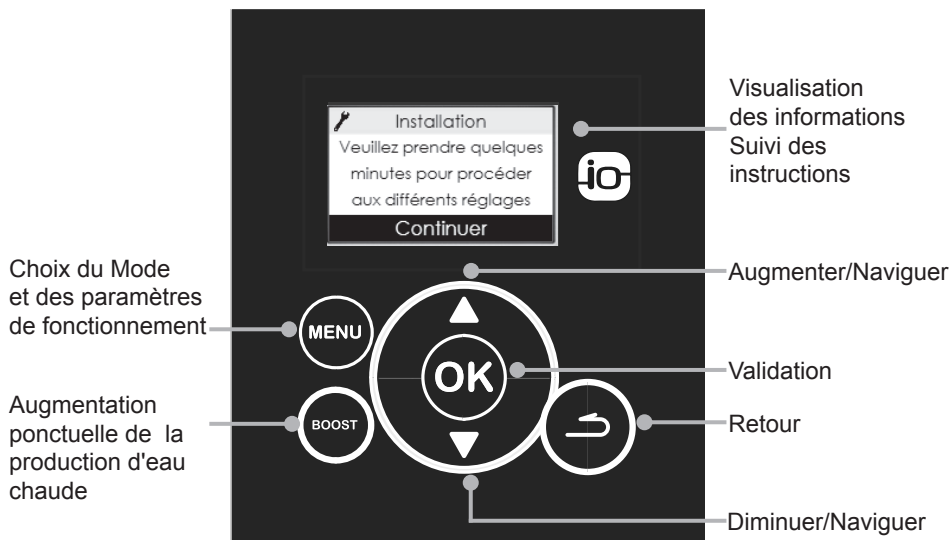 Installation
Veuillez prendre quelques
minutes pour procéder
aux différents réglages
Continuer
io
Visualisation
des informations
Suivi des
instructions
Choix du Mode
et des paramètres
de fonctionnement
MENU
Augmenter/Naviguer
OK
Validation
Augmentation
ponctuelle de la
production d'eau
chaude
BOOST
Retour
Diminuer/Naviguer